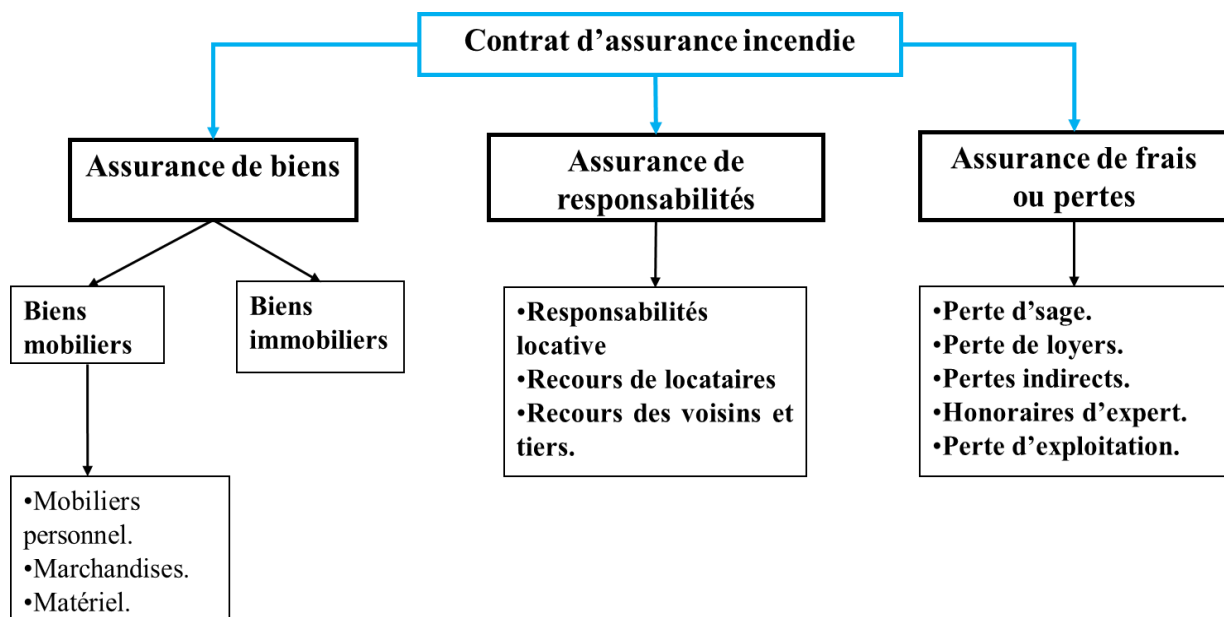 Contrat d’assurance incendie
Assurance de biens
Assurance de
responsabilités
Assurance de frais
ou pertes
Biens
mobiliers
Biens
immobiliers
•Responsabilités
locative
•Recours de locataires
•Recours des voisins et
tiers.
•Perte d’sage.
•Perte de loyers.
•Pertes indirects.
•Honoraires d’expert.
•Perte d’exploitation.
•Mobiliers
personnel.
•Marchandises.
•Matériel.